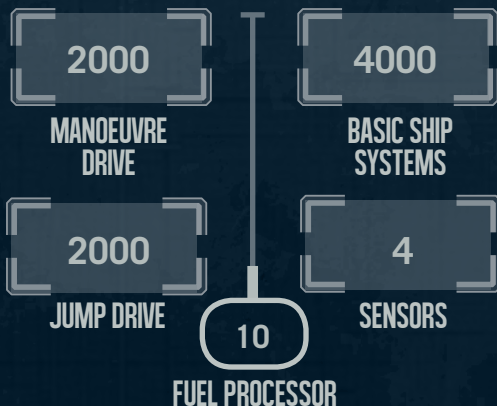 2000
MANOEUVRE
DRIVE
4000
BASIC SHIP
SYSTEMS
2000
JUMP DRIVE
4
SENSORS
10
FUEL PROCESSOR